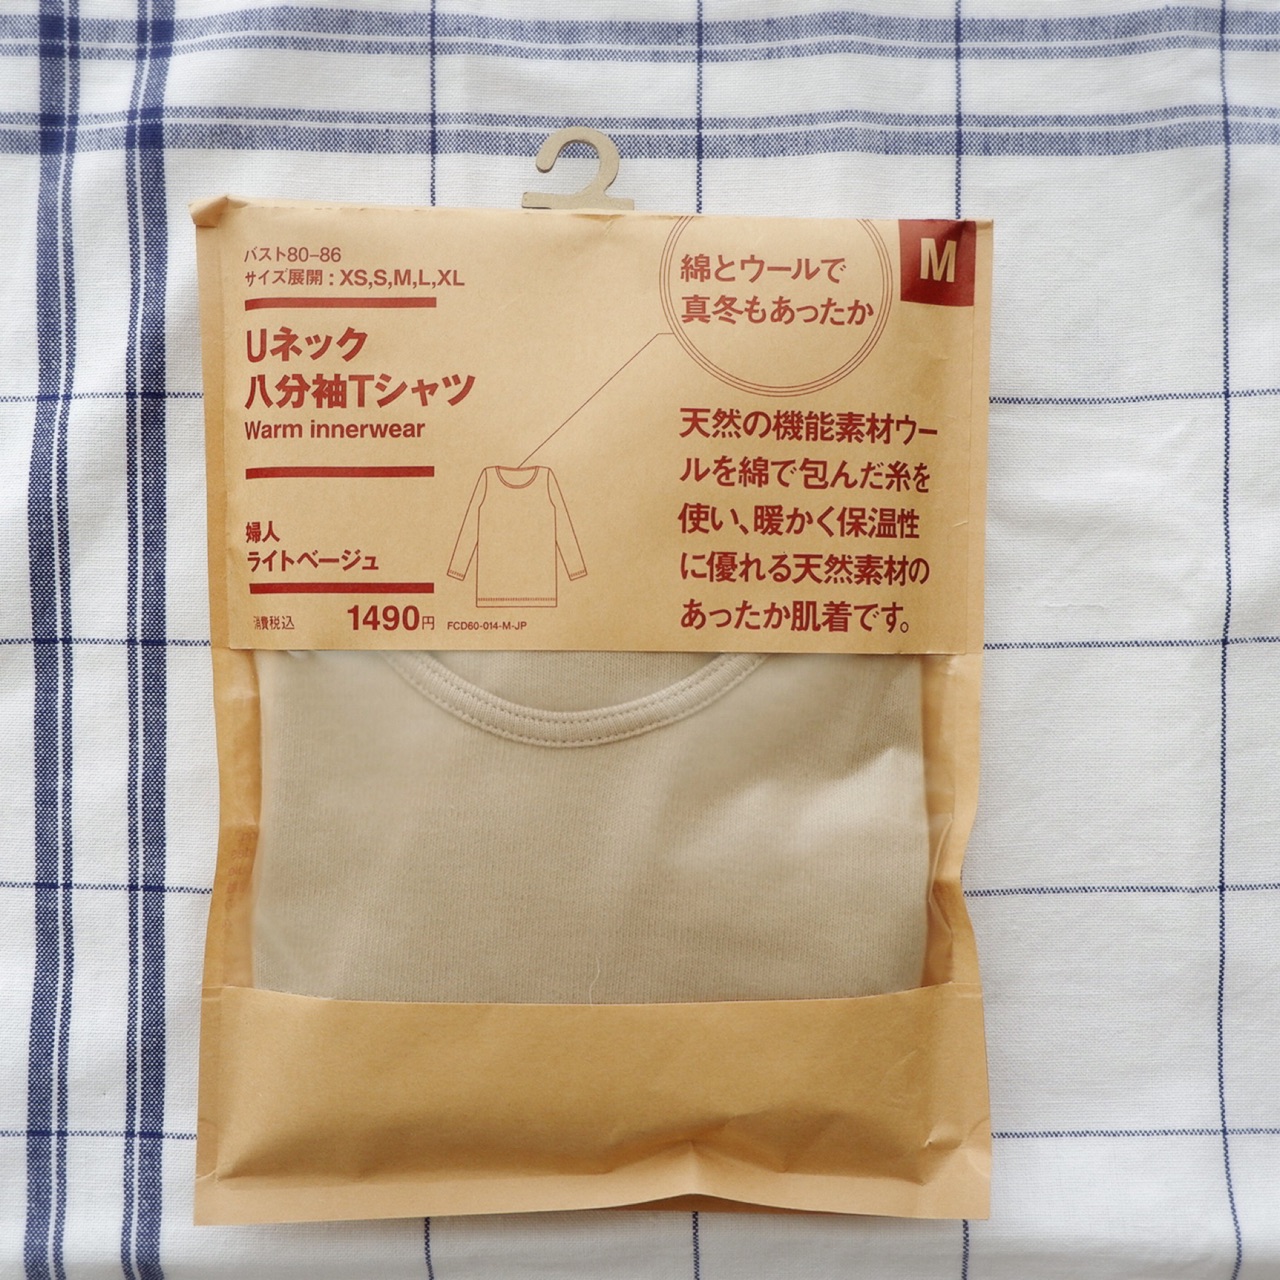 バスト80–86
サイズ展開 : XS,S,M,L,XL
Uネック
八分袖Tシャツ
Warm innerwear
婦人
ライトベージュ
消費税込 1490円 FCD60-014-M-JP
綿とウールで
真冬もあったか
M
天然の機能素材ウー
ルを綿で包んだ糸を
使い、暖かく保温性
に優れる天然素材の
あったか肌着です。